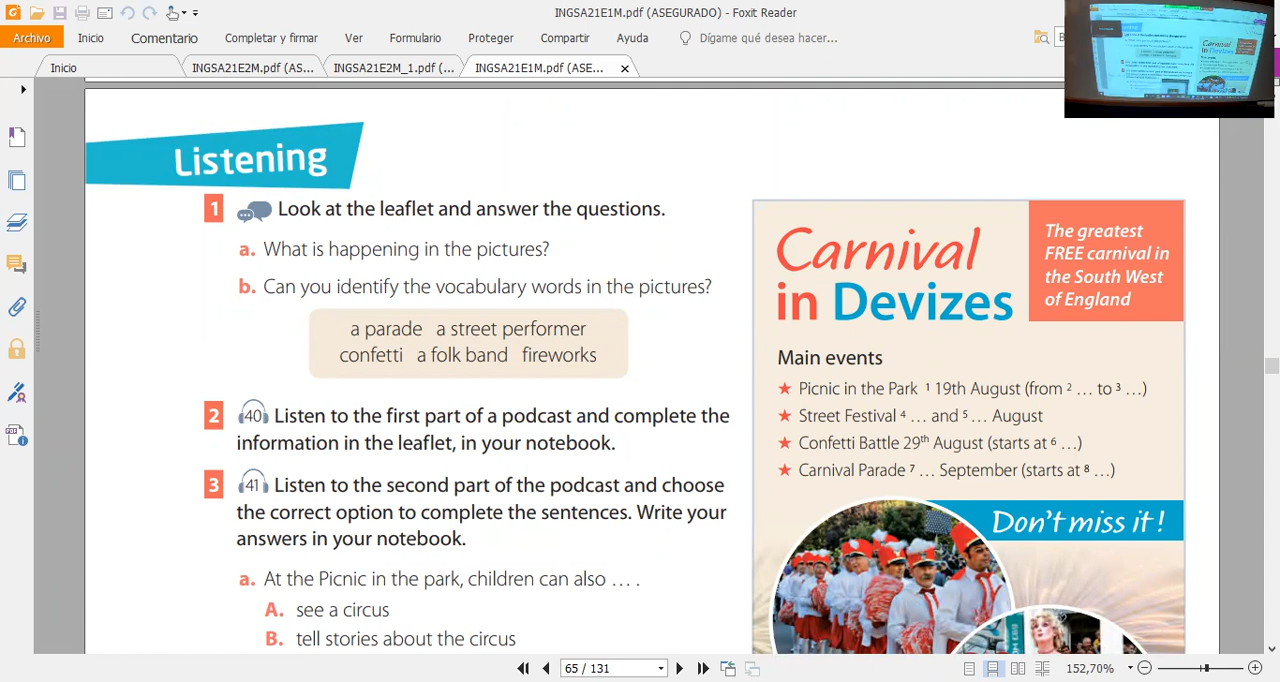 INGSA21E1M.pdf (ASEGURADO) - Foxit Reader
Archivo Inicio Comentario Completar y firmar Ver Formulario Proteger Compartir Ayuda Dígame qué desea hacer...
Inicio INGSA21E2M.pdf (AS... INGSA21E2M_1.pdf (... INGSA21E1M.pdf (ASE...
Listening
1 Look at the leaflet and answer the questions.
a. What is happening in the pictures?
b. Can you identify the vocabulary words in the pictures?
a parade a street performer
confetti a folk band fireworks
2 40 Listen to the first part of a podcast and complete the
information in the leaflet, in your notebook.
3 41 Listen to the second part of the podcast and choose
the correct option to complete the sentences. Write your
answers in your notebook.
a. At the Picnic in the park, children can also ... .
A. see a circus
B. tell stories about the circus
Carnival
in Devizes
The greatest
FREE carnival in
the South West
of England
Main events
★ Picnic in the Park ¹ 19th August (from ² ... to ³ ...)
★ Street Festival ⁴ ... and ⁵ ... August
★ Confetti Battle 29th August (starts at ⁶ ...)
★ Carnival Parade ⁷ ... September (starts at ⁸ ...)
Don't miss it!
65 / 131
152,70%